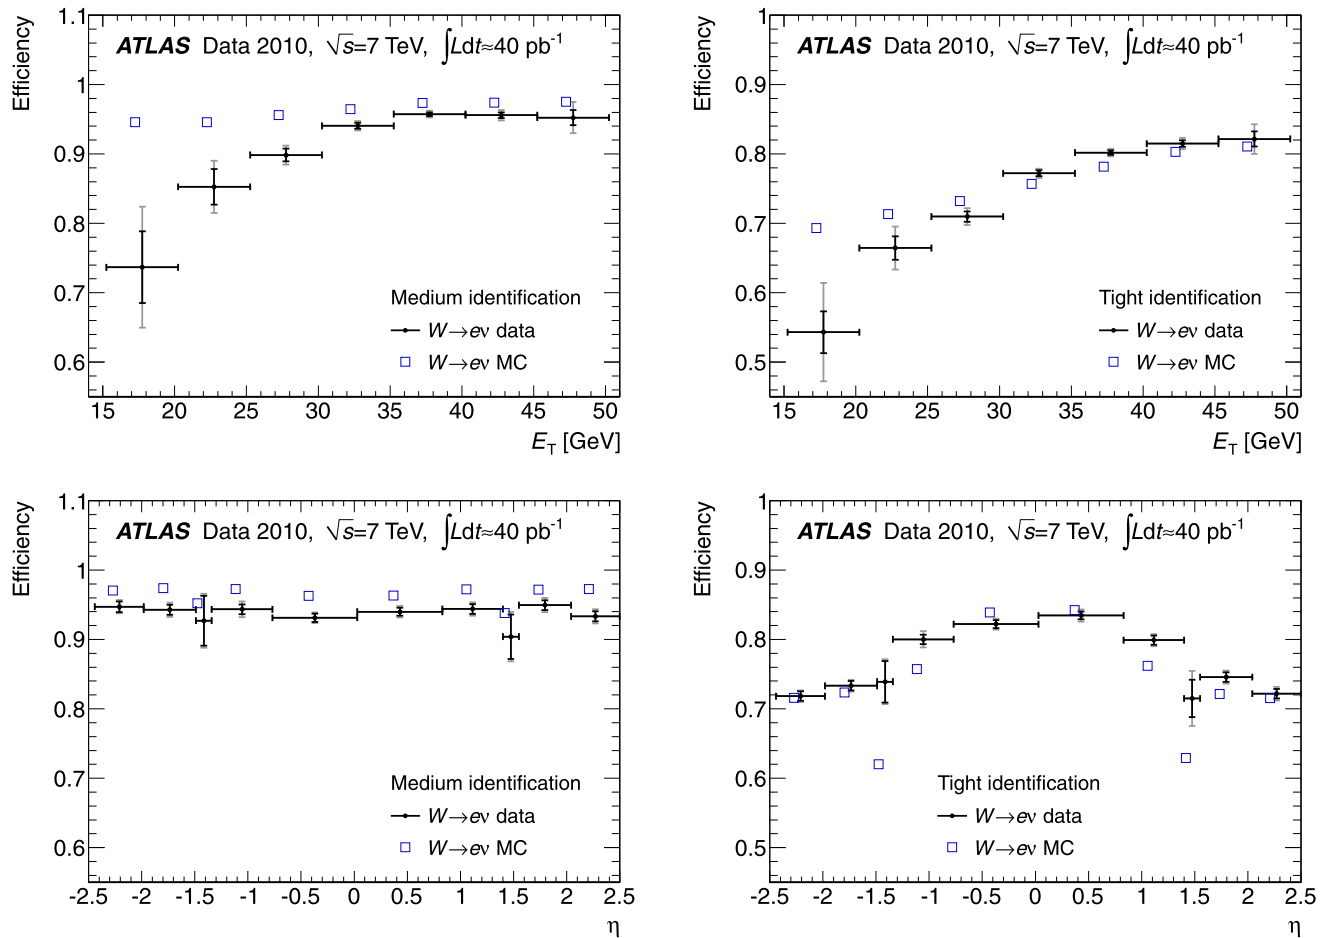 Efficiency
1.1
1
0.9
0.8
0.7
0.6
ATLAS Data 2010, √s=7 TeV, ∫Ldt≈40 pb⁻¹
Medium identification
W→eν data
W→eν MC
15 20 25 30 35 40 45 50
E_T [GeV]
Efficiency
1
0.9
0.8
0.7
0.6
0.5
ATLAS Data 2010, √s=7 TeV, ∫Ldt≈40 pb⁻¹
Tight identification
W→eν data
W→eν MC
15 20 25 30 35 40 45 50
E_T [GeV]
Efficiency
1.1
1
0.9
0.8
0.7
0.6
ATLAS Data 2010, √s=7 TeV, ∫Ldt≈40 pb⁻¹
Medium identification
W→eν data
W→eν MC
-2.5 -2 -1.5 -1 -0.5 0 0.5 1 1.5 2 2.5
η
Efficiency
1
0.9
0.8
0.7
0.6
0.5
ATLAS Data 2010, √s=7 TeV, ∫Ldt≈40 pb⁻¹
Tight identification
W→eν data
W→eν MC
-2.5 -2 -1.5 -1 -0.5 0 0.5 1 1.5 2 2.5
η